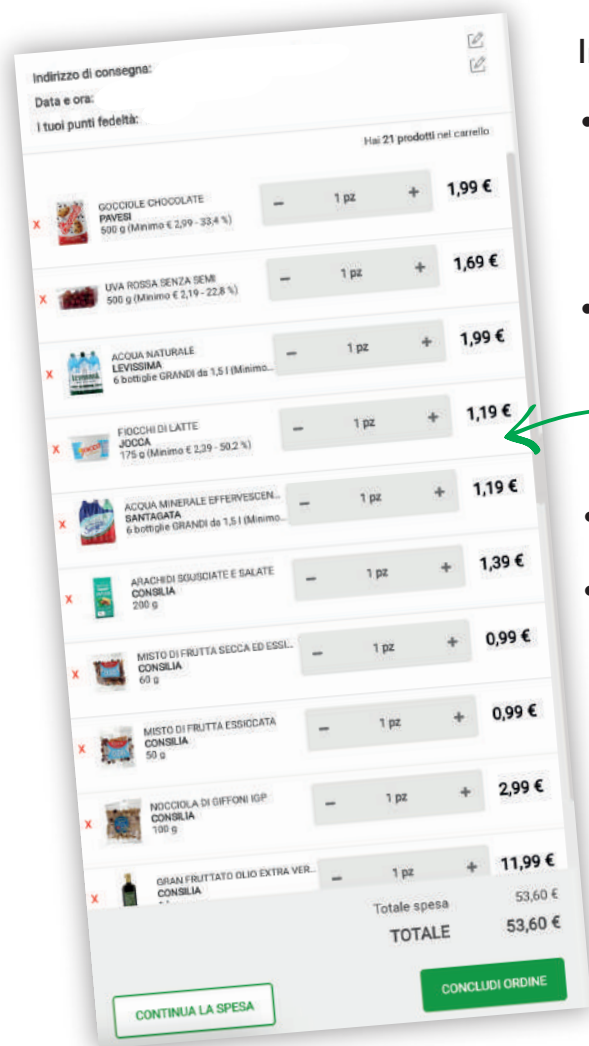 Indirizzo di consegna:
Data e ora:
I tuoi punti fedeltà:
Hai 21 prodotti nel carrello
x
GOCCIOLE CHOCOLATE
PAVESI
500 g (Minimo € 2,99 - 33,4 %)
− 1 pz + 1,99 €
x
UVA ROSSA SENZA SEMI
500 g (Minimo € 2,19 - 22,8 %)
− 1 pz + 1,69 €
x
ACQUA NATURALE
LEVISSIMA
6 bottiglie GRANDI da 1,5 l (Minimo...
− 1 pz + 1,99 €
x
FIOCCHI DI LATTE
JOCCA
175 g (Minimo € 2,39 - 50,2 %)
− 1 pz + 1,19 €
x
ACQUA MINERALE EFFERVESCEN...
SANTAGATA
6 bottiglie GRANDI da 1,5 l (Minimo...
− 1 pz + 1,19 €
x
ARACHIDI SGUSCIATE E SALATE
CONSILIA
200 g
− 1 pz + 1,39 €
x
MISTO DI FRUTTA SECCA ED ESSI...
CONSILIA
60 g
− 1 pz + 0,99 €
x
MISTO DI FRUTTA ESSICCATA
CONSILIA
50 g
− 1 pz + 0,99 €
x
NOCCIOLA DI GIFFONI IGP
CONSILIA
100 g
− 1 pz + 2,99 €
x
GRAN FRUTTATO OLIO EXTRA VER...
CONSILIA
− 1 pz + 11,99 €
Totale spesa 53,60 €
TOTALE 53,60 €
CONTINUA LA SPESA
CONCLUDI ORDINE